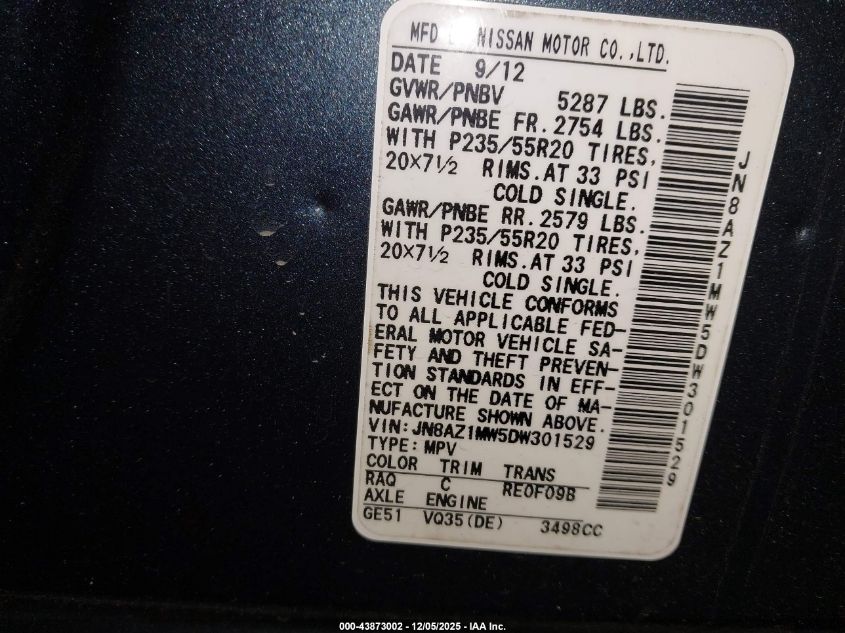 MFD BY NISSAN MOTOR CO.,LTD.
DATE 9/12
GVWR/PNBV 5287 LBS.
GAWR/PNBE FR. 2754 LBS.
WITH P235/55R20 TIRES,
20×7½ RIMS.AT 33 PSI
COLD SINGLE.
GAWR/PNBE RR. 2579 LBS.
WITH P235/55R20 TIRES,
20×7½ RIMS.AT 33 PSI
COLD SINGLE.
THIS VEHICLE CONFORMS
TO ALL APPLICABLE FED-
ERAL MOTOR VEHICLE SA-
FETY AND THEFT PREVEN-
TION STANDARDS IN EFF-
ECT ON THE DATE OF MA-
NUFACTURE SHOWN ABOVE.
VIN:JN8AZ1MW5DW301529
TYPE:MPV
COLOR TRIM TRANS
RAQ C RE0F09B
AXLE ENGINE
GE51 VQ35(DE) 3498CC
JN8AZ1MW5DW301529
000-43873002 - 12/05/2025 - IAA Inc.